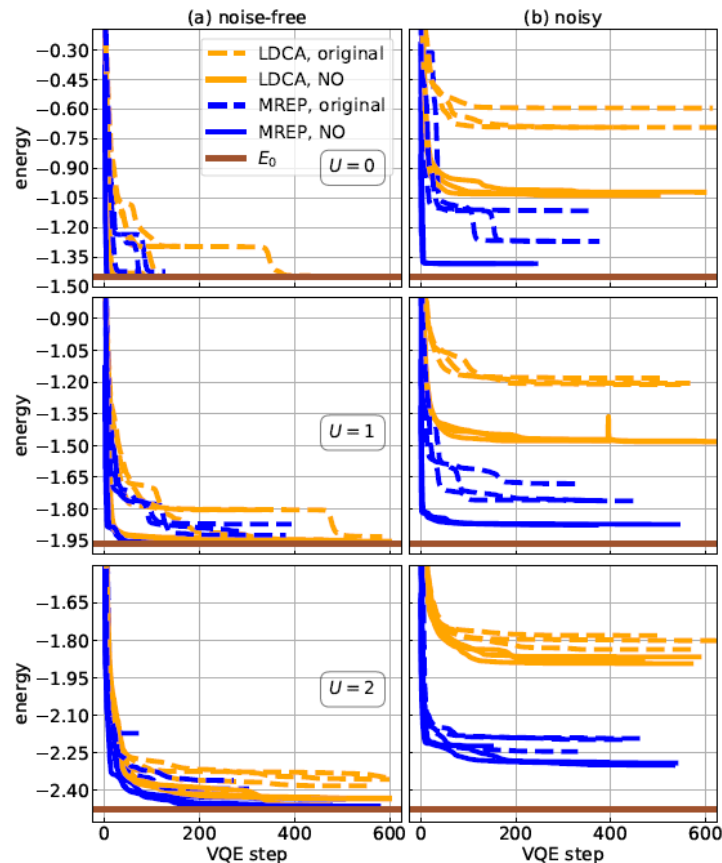 (a) noise-free
(b) noisy
energy
−0.30
−0.45
−0.60
−0.75
−0.90
−1.05
−1.20
−1.35
−1.50
LDCA, original
LDCA, NO
MREP, original
MREP, NO
E₀
U = 0
energy
−0.90
−1.05
−1.20
−1.35
−1.50
−1.65
−1.80
−1.95
U = 1
energy
−1.65
−1.80
−1.95
−2.10
−2.25
−2.40
U = 2
0 200 400 600
0 200 400 600
VQE step
VQE step